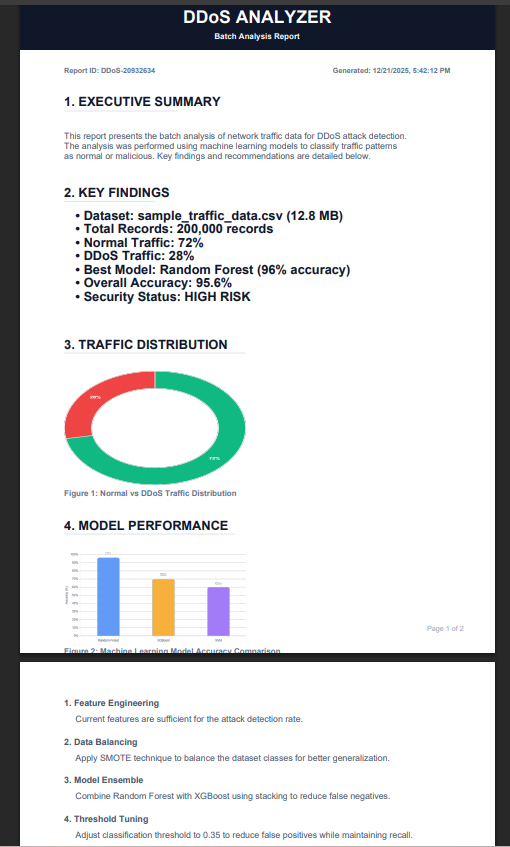 DDoS ANALYZER
Batch Analysis Report
Report ID: DDoS-20932634
Generated: 12/21/2025, 5:42:12 PM
1. EXECUTIVE SUMMARY
This report presents the batch analysis of network traffic data for DDoS attack detection.
The analysis was performed using machine learning models to classify traffic patterns
as normal or malicious. Key findings and recommendations are detailed below.
2. KEY FINDINGS
• Dataset: sample_traffic_data.csv (12.8 MB)
• Total Records: 200,000 records
• Normal Traffic: 72%
• DDoS Traffic: 28%
• Best Model: Random Forest (96% accuracy)
• Overall Accuracy: 95.6%
• Security Status: HIGH RISK
3. TRAFFIC DISTRIBUTION
28%
72%
Figure 1: Normal vs DDoS Traffic Distribution
4. MODEL PERFORMANCE
100%
90%
80%
70%
60%
50%
40%
30%
20%
10%
0%
Random Forest
XGBoost
Figure 2: Machine Learning Model Accuracy Comparison
Page 1 of 2
1. Feature Engineering
Current features are sufficient for the attack detection rate.
2. Data Balancing
Apply SMOTE technique to balance the dataset classes for better generalization.
3. Model Ensemble
Combine Random Forest with XGBoost using stacking to reduce false negatives.
4. Threshold Tuning
Adjust classification threshold to 0.35 to reduce false positives while maintaining recall.